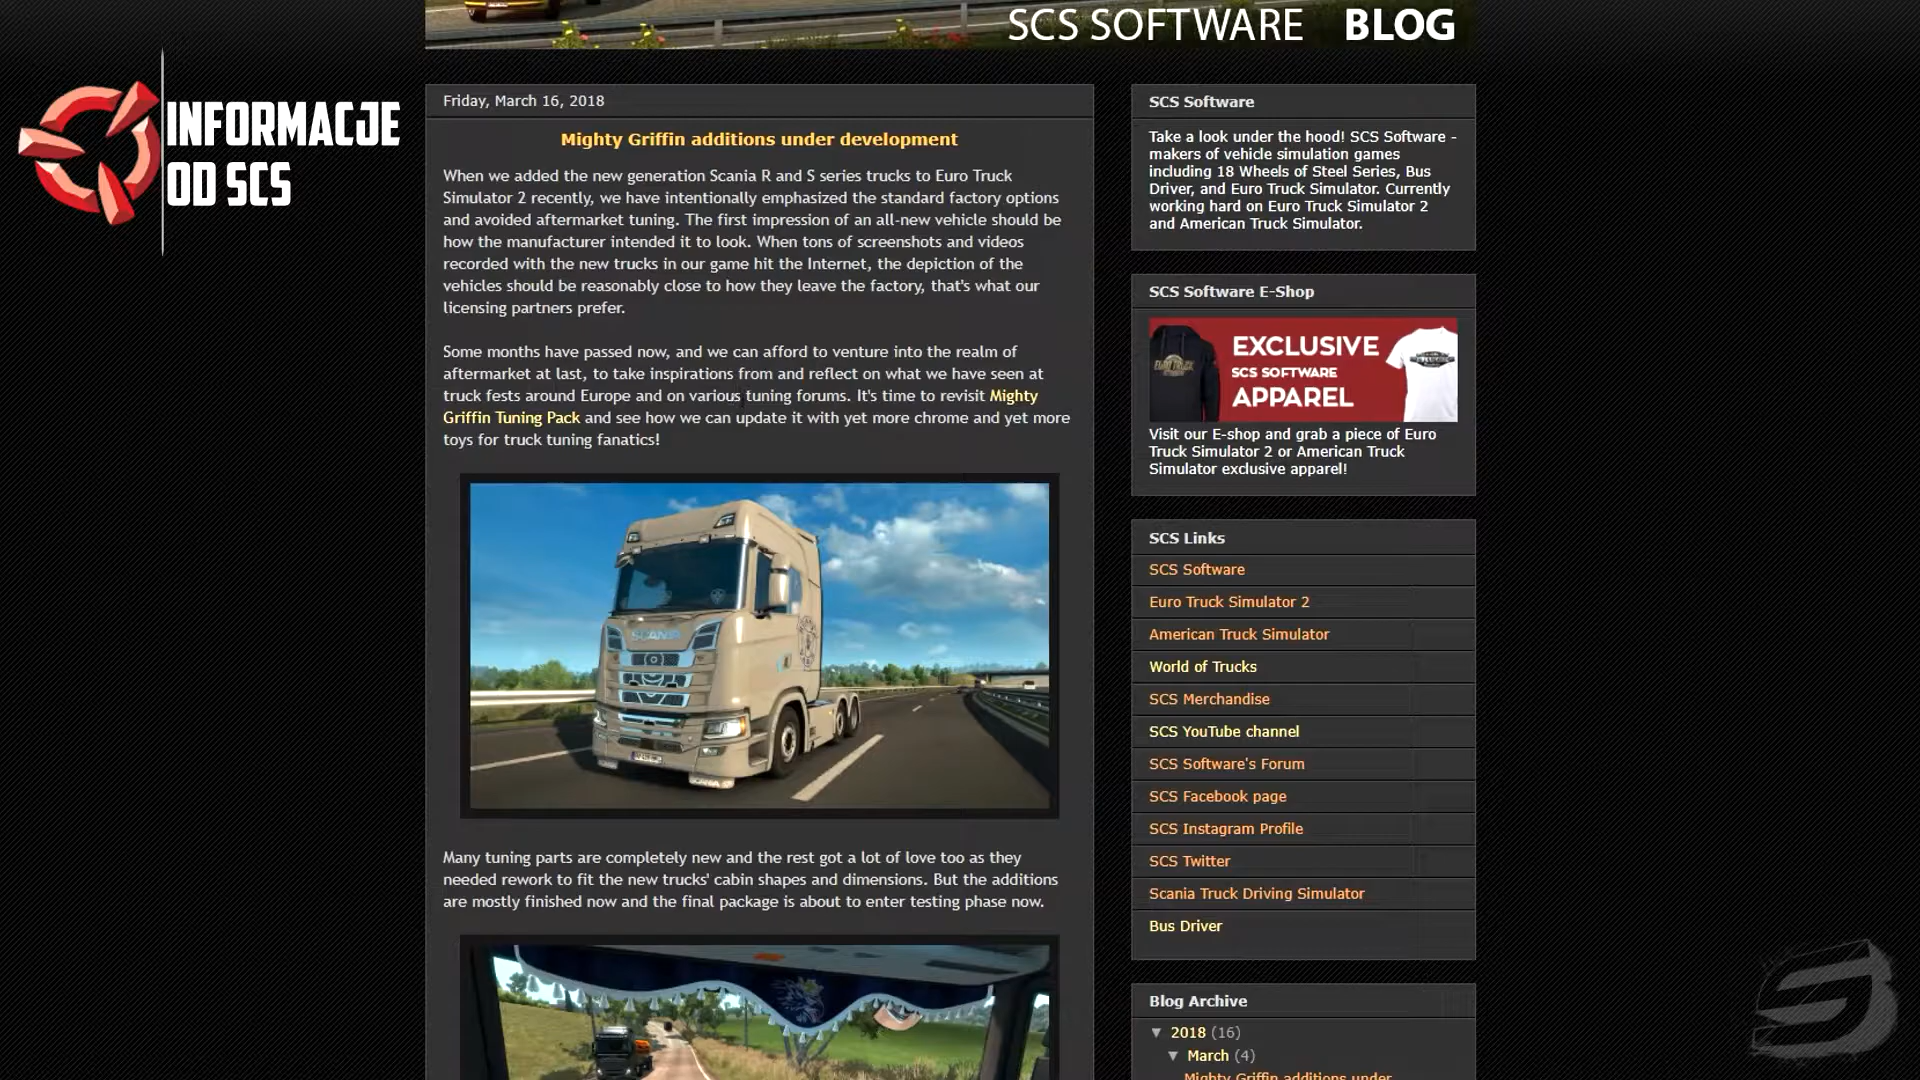 SCS SOFTWARE BLOG
INFORMACJE
OD SCS
Friday, March 16, 2018
Mighty Griffin additions under development
When we added the new generation Scania R and S series trucks to Euro Truck
Simulator 2 recently, we have intentionally emphasized the standard factory options
and avoided aftermarket tuning. The first impression of an all-new vehicle should be
how the manufacturer intended it to look. When tons of screenshots and videos
recorded with the new trucks in our game hit the Internet, the depiction of the
vehicles should be reasonably close to how they leave the factory, that's what our
licensing partners prefer.
Some months have passed now, and we can afford to venture into the realm of
aftermarket at last, to take inspirations from and reflect on what we have seen at
truck fests around Europe and on various tuning forums. It's time to revisit Mighty
Griffin Tuning Pack and see how we can update it with yet more chrome and yet more
toys for truck tuning fanatics!
SCANIA
Many tuning parts are completely new and the rest got a lot of love too as they
needed rework to fit the new trucks' cabin shapes and dimensions. But the additions
are mostly finished now and the final package is about to enter testing phase now.
SCS Software
Take a look under the hood! SCS Software -
makers of vehicle simulation games
including 18 Wheels of Steel Series, Bus
Driver, and Euro Truck Simulator. Currently
working hard on Euro Truck Simulator 2
and American Truck Simulator.
SCS Software E-Shop
EXCLUSIVE
SCS SOFTWARE
APPAREL
Visit our E-shop and grab a piece of Euro
Truck Simulator 2 or American Truck
Simulator exclusive apparel!
SCS Links
SCS Software
Euro Truck Simulator 2
American Truck Simulator
World of Trucks
SCS Merchandise
SCS YouTube channel
SCS Software's Forum
SCS Facebook page
SCS Instagram Profile
SCS Twitter
Scania Truck Driving Simulator
Bus Driver
Blog Archive
▼ 2018 (16)
▼ March (4)
Mighty Griffin additions under